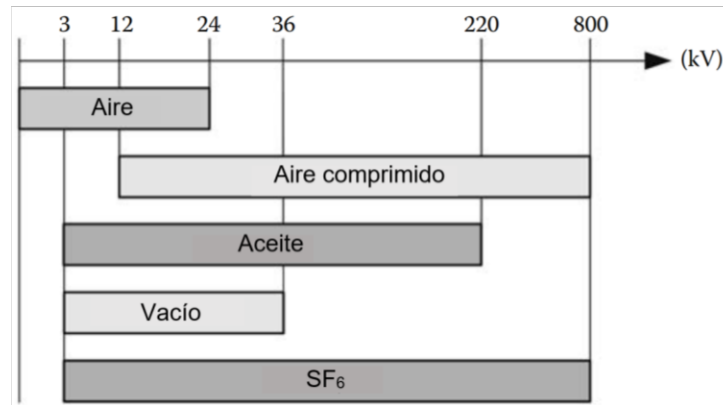 3 12 24 36 220 800
(kV)
Aire
Aire comprimido
Aceite
Vacío
SF₆